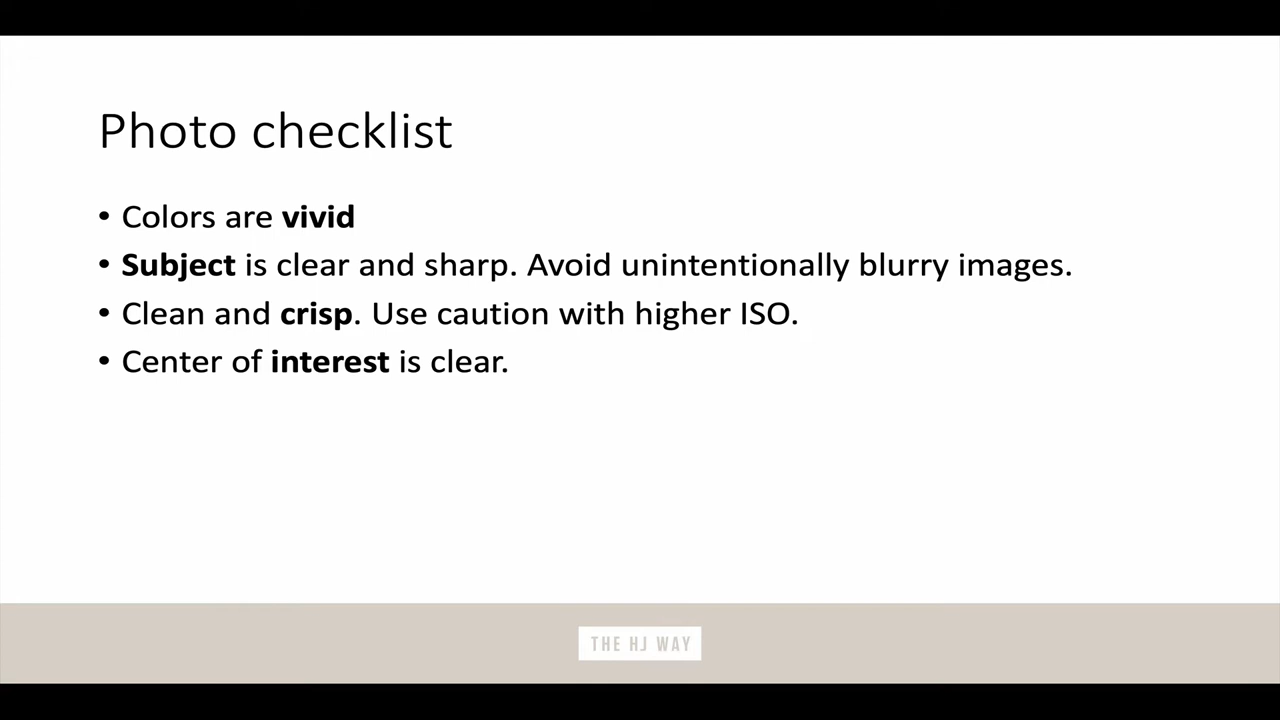 Photo checklist
• Colors are vivid
• Subject is clear and sharp. Avoid unintentionally blurry images.
• Clean and crisp. Use caution with higher ISO.
• Center of interest is clear.
THE HJ WAY